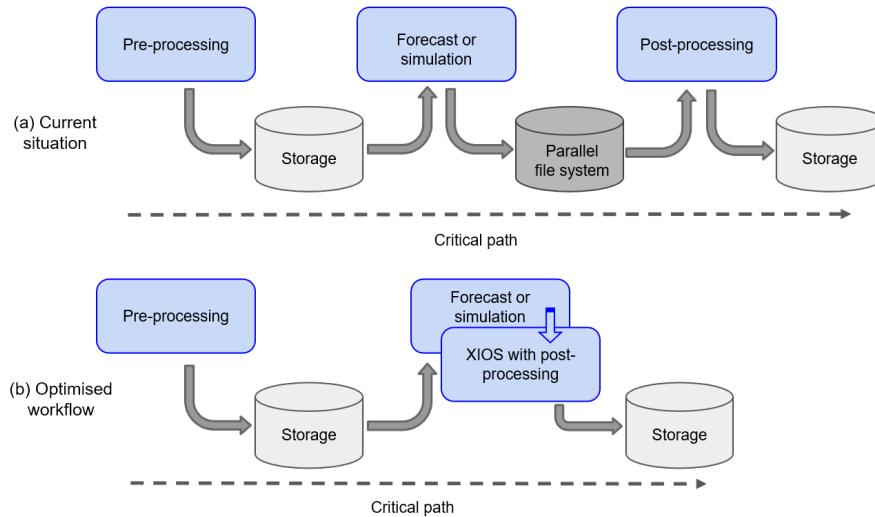 Pre-processing
Forecast or
simulation
Post-processing
(a) Current
situation
Storage
Parallel
file system
Storage
Critical path
Pre-processing
Forecast or
simulation
XIOS with post-
processing
(b) Optimised
workflow
Storage
Storage
Critical path